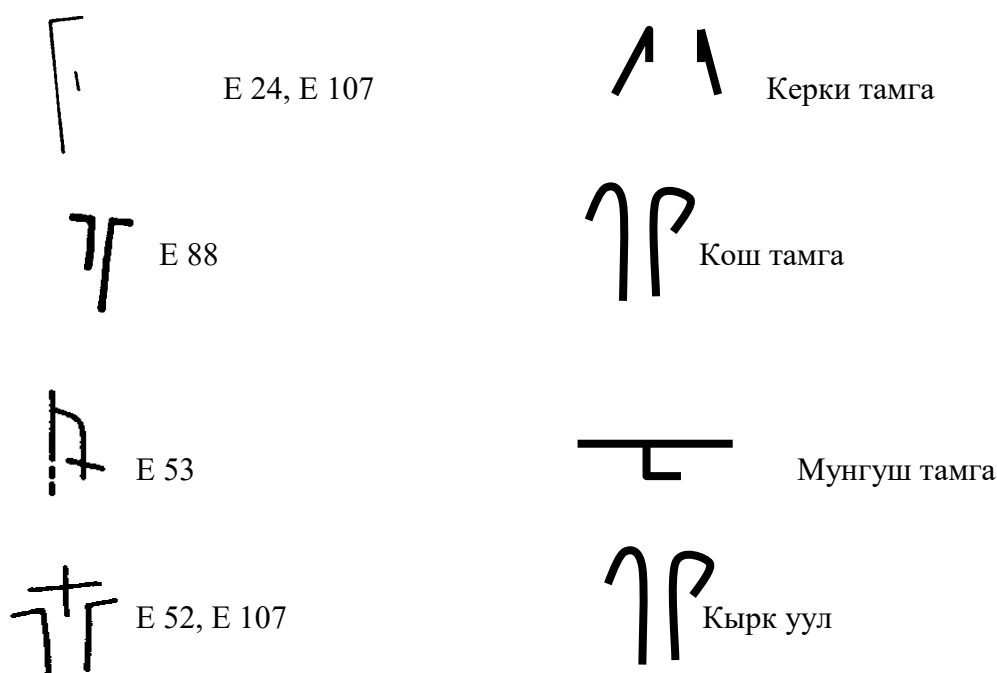 Е 24, Е 107 Керки тамга
Е 88 Кош тамга
Е 53 Мунгуш тамга
Е 52, Е 107 Кырк уул